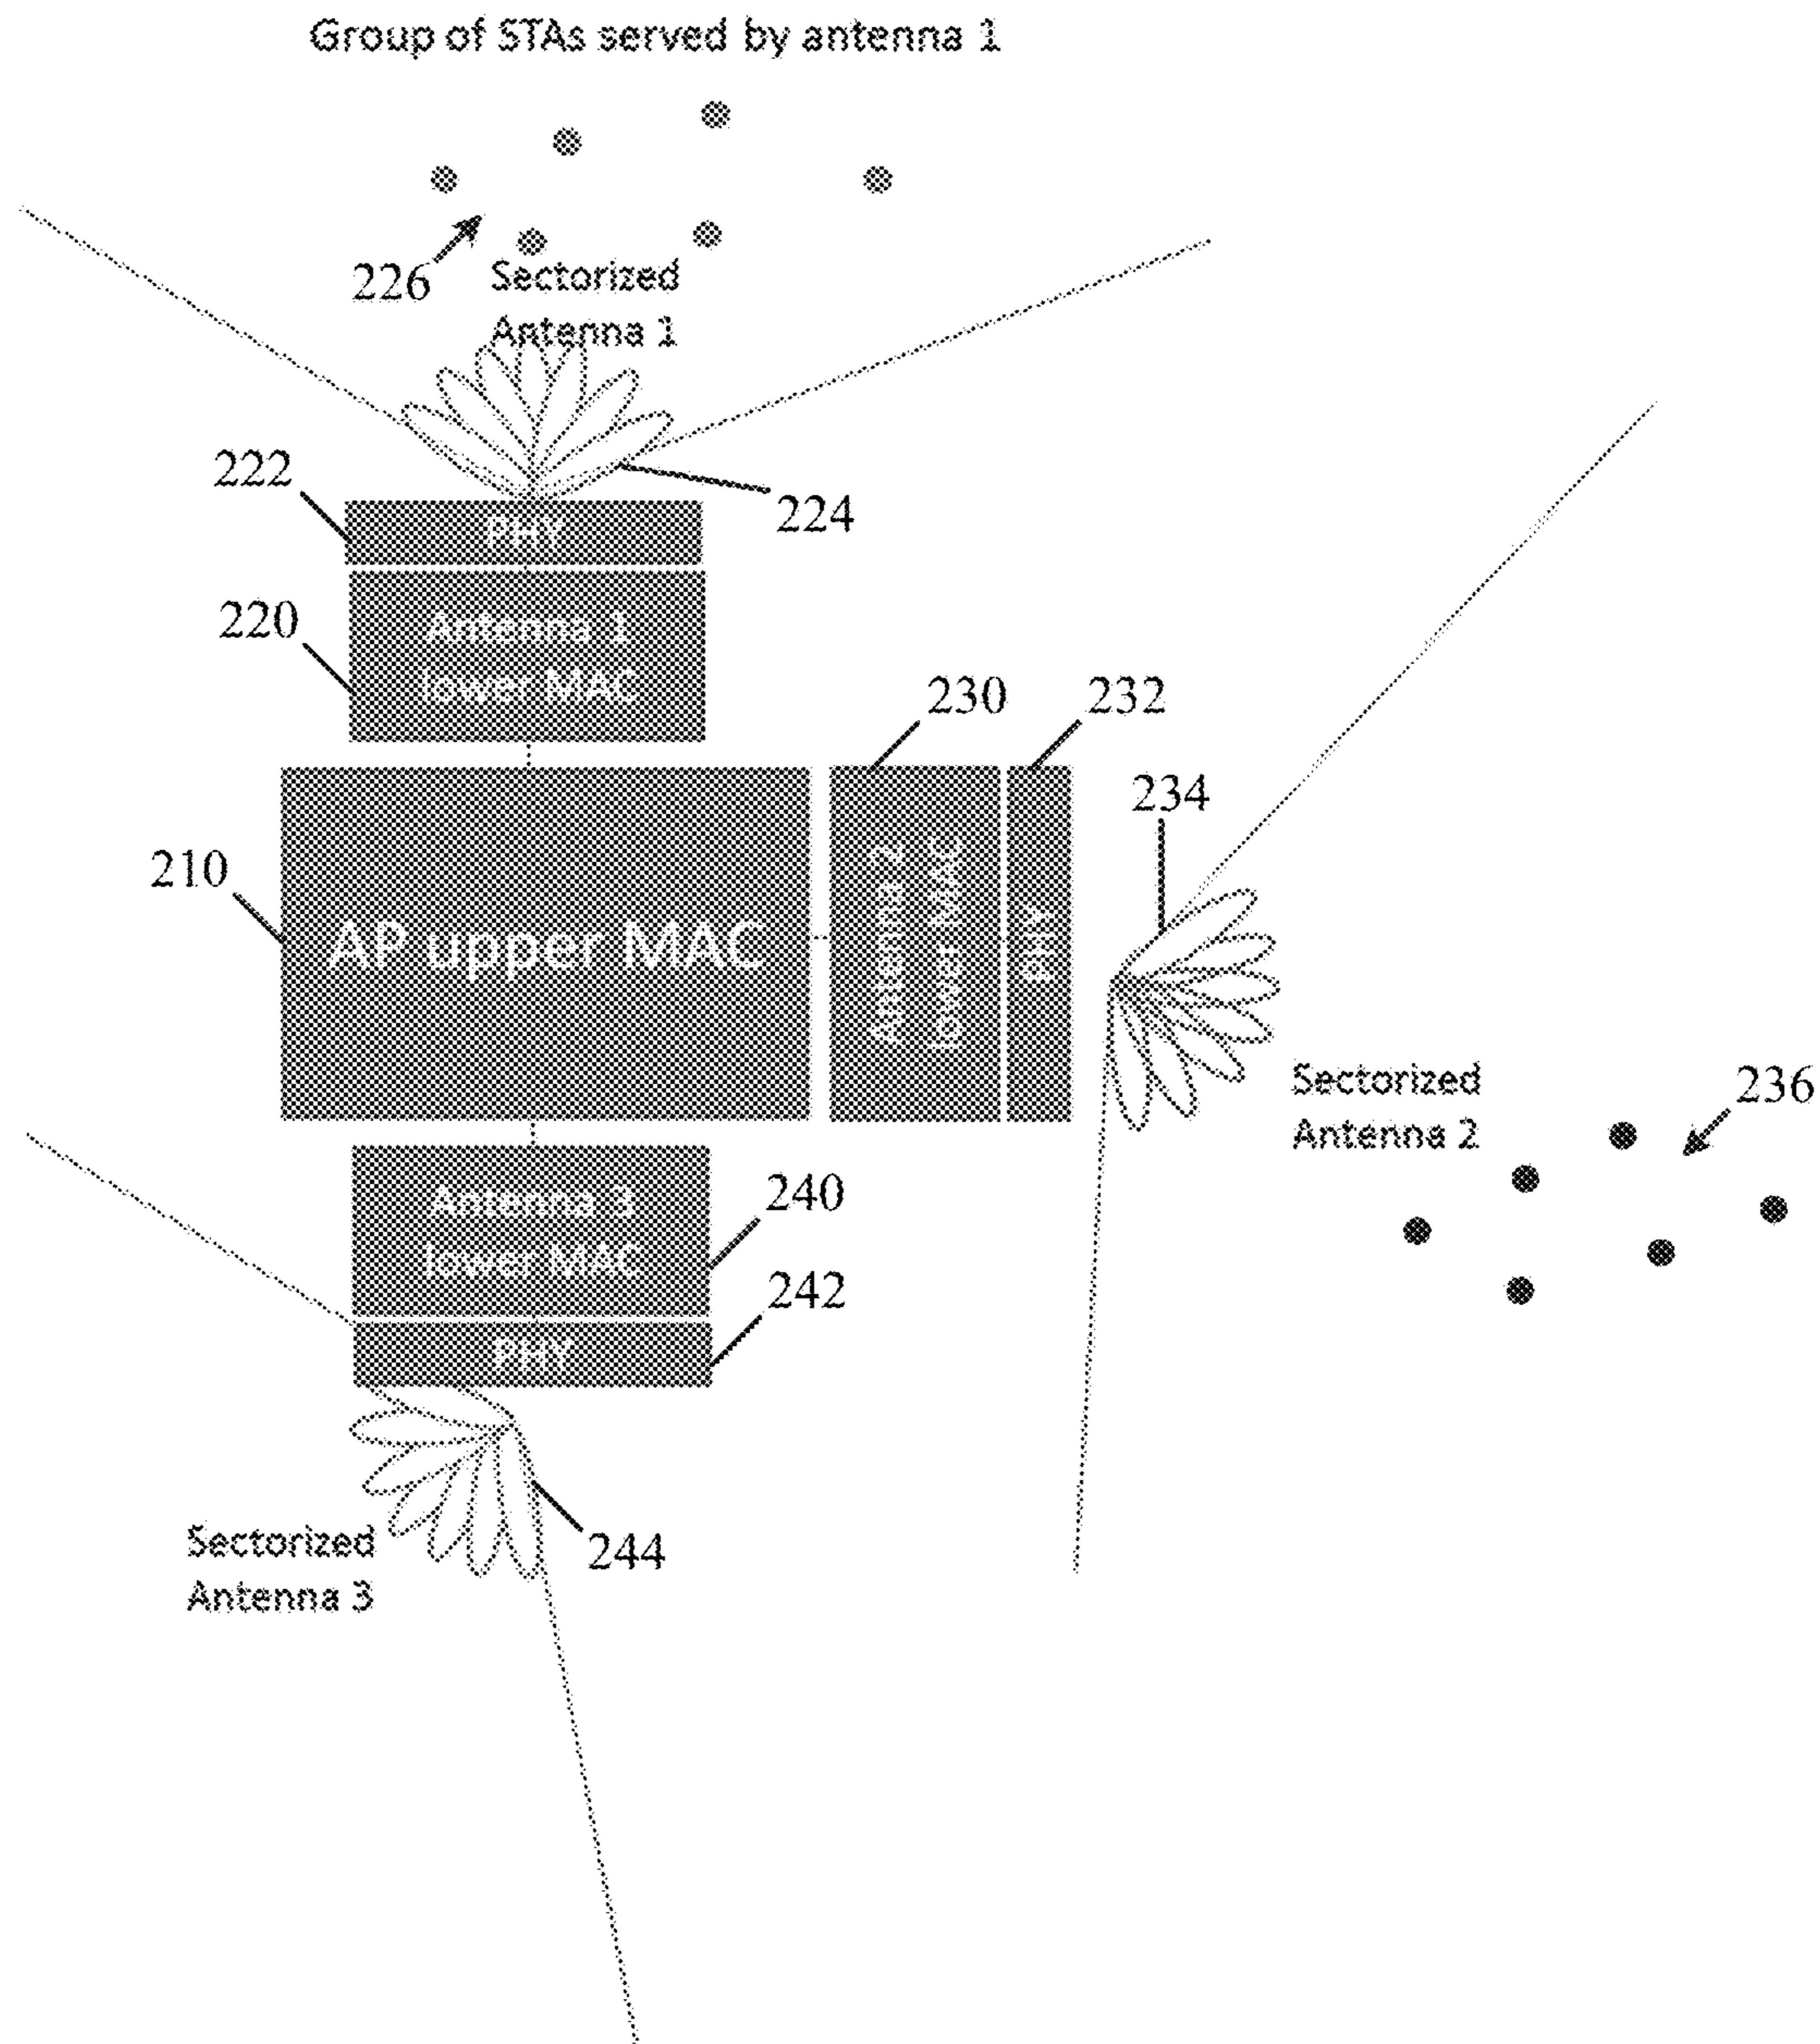 Group of STAs served by antenna 1
226
Sectorized
Antenna 1
222
PHY
224
220
Antenna 1
lower MAC
230
232
234
210
AP upper MAC
Antenna 2
lower MAC
PHY
Sectorized
Antenna 2
236
Antenna 3
lower MAC
240
242
PHY
Sectorized
Antenna 3
244